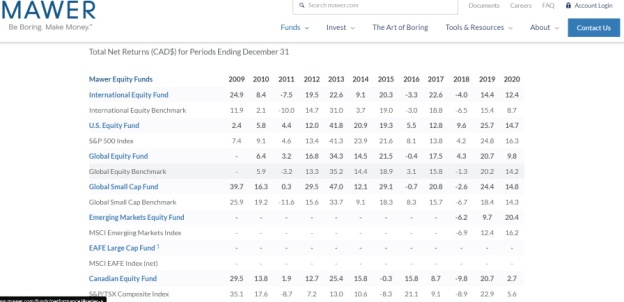 MAWER
Be Boring. Make Money.™
Search mawer.com
Documents Careers FAQ Account Login
Funds Invest The Art of Boring Tools & Resources About Contact Us
Total Net Returns (CAD$) for Periods Ending December 31
Mawer Equity Funds 2009 2010 2011 2012 2013 2014 2015 2016 2017 2018 2019 2020
International Equity Fund 24.9 8.4 -7.5 19.5 22.6 9.1 20.3 -3.3 22.6 -4.0 14.4 12.4
International Equity Benchmark 11.9 2.1 -10.0 14.7 31.0 3.7 19.0 -3.0 18.8 -6.5 15.4 8.7
U.S. Equity Fund 2.4 5.8 4.4 12.0 41.8 20.9 19.3 5.5 12.8 9.6 25.7 14.7
S&P 500 Index 7.4 9.1 4.6 13.4 41.3 23.9 21.6 8.1 13.8 4.2 24.8 16.3
Global Equity Fund - 6.4 3.2 16.8 34.3 14.5 21.5 -0.4 17.5 4.3 20.7 9.8
Global Equity Benchmark - 5.9 -3.2 13.3 35.2 14.4 18.9 3.1 15.8 -1.3 20.2 14.2
Global Small Cap Fund 39.7 16.3 0.3 29.5 47.0 12.1 29.1 -0.7 20.8 -2.6 24.4 14.8
Global Small Cap Benchmark 25.9 19.2 -11.6 15.6 33.7 9.1 18.3 8.3 15.7 -6.7 18.4 14.3
Emerging Markets Equity Fund - - - - - - - - - -6.2 9.7 20.4
MSCI Emerging Markets Index - - - - - - - - - -6.9 12.4 16.2
EAFE Large Cap Fund 1 - - - - - - - - - - - -
MSCI EAFE Index (net) - - - - - - - - - - - -
Canadian Equity Fund 29.5 13.8 1.9 12.7 25.4 15.8 -0.3 15.8 8.7 -9.8 20.7 2.7
S&P/TSX Composite Index 35.1 17.6 -8.7 7.2 13.0 10.6 -8.3 21.1 9.1 -8.9 22.9 5.6